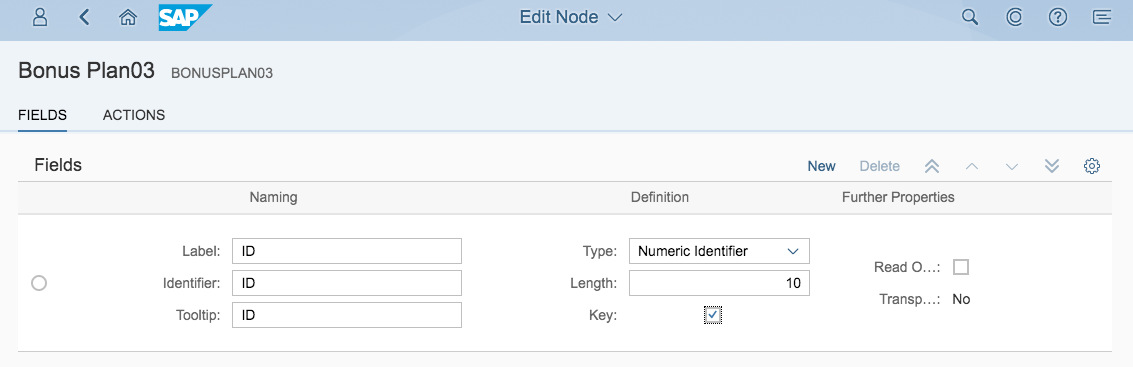 SAP Edit Node
Bonus Plan03 BONUSPLAN03
FIELDS ACTIONS
Fields New Delete
Naming Definition Further Properties
Label: ID Type: Numeric Identifier
Read O...:
Identifier: ID Length: 10
Transp...: No
Tooltip: ID Key: